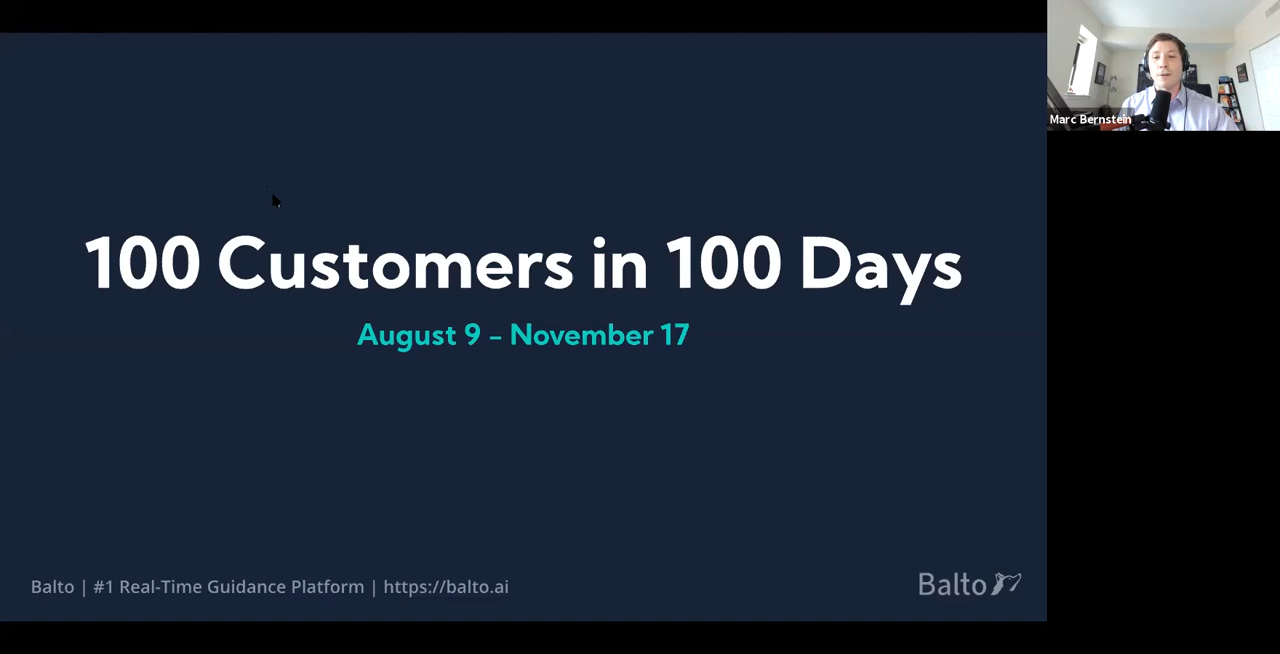 100 Customers in 100 Days
August 9 – November 17
Balto | #1 Real-Time Guidance Platform | https://balto.ai
Balto
Marc Bernstein